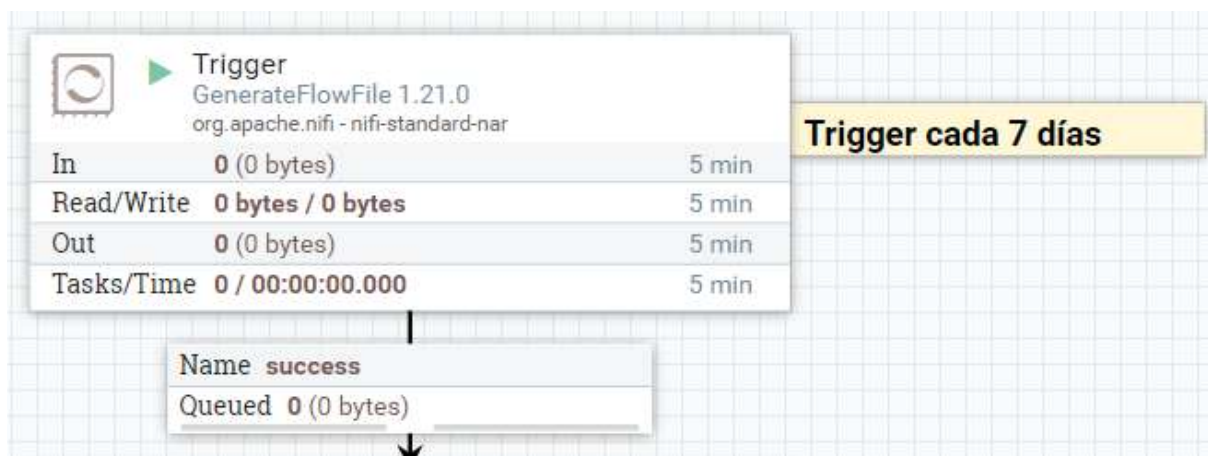 Trigger
GenerateFlowFile 1.21.0
org.apache.nifi - nifi-standard-nar
Trigger cada 7 días
In 0 (0 bytes) 5 min
Read/Write 0 bytes / 0 bytes 5 min
Out 0 (0 bytes) 5 min
Tasks/Time 0 / 00:00:00.000 5 min
Name success
Queued 0 (0 bytes)